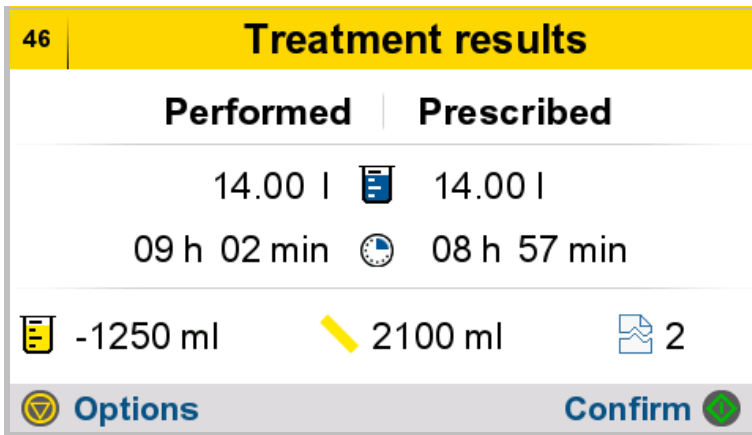 46 Treatment results
Performed Prescribed
14.00 l 14.00 l
09 h 02 min 08 h 57 min
-1250 ml 2100 ml 2
Options Confirm